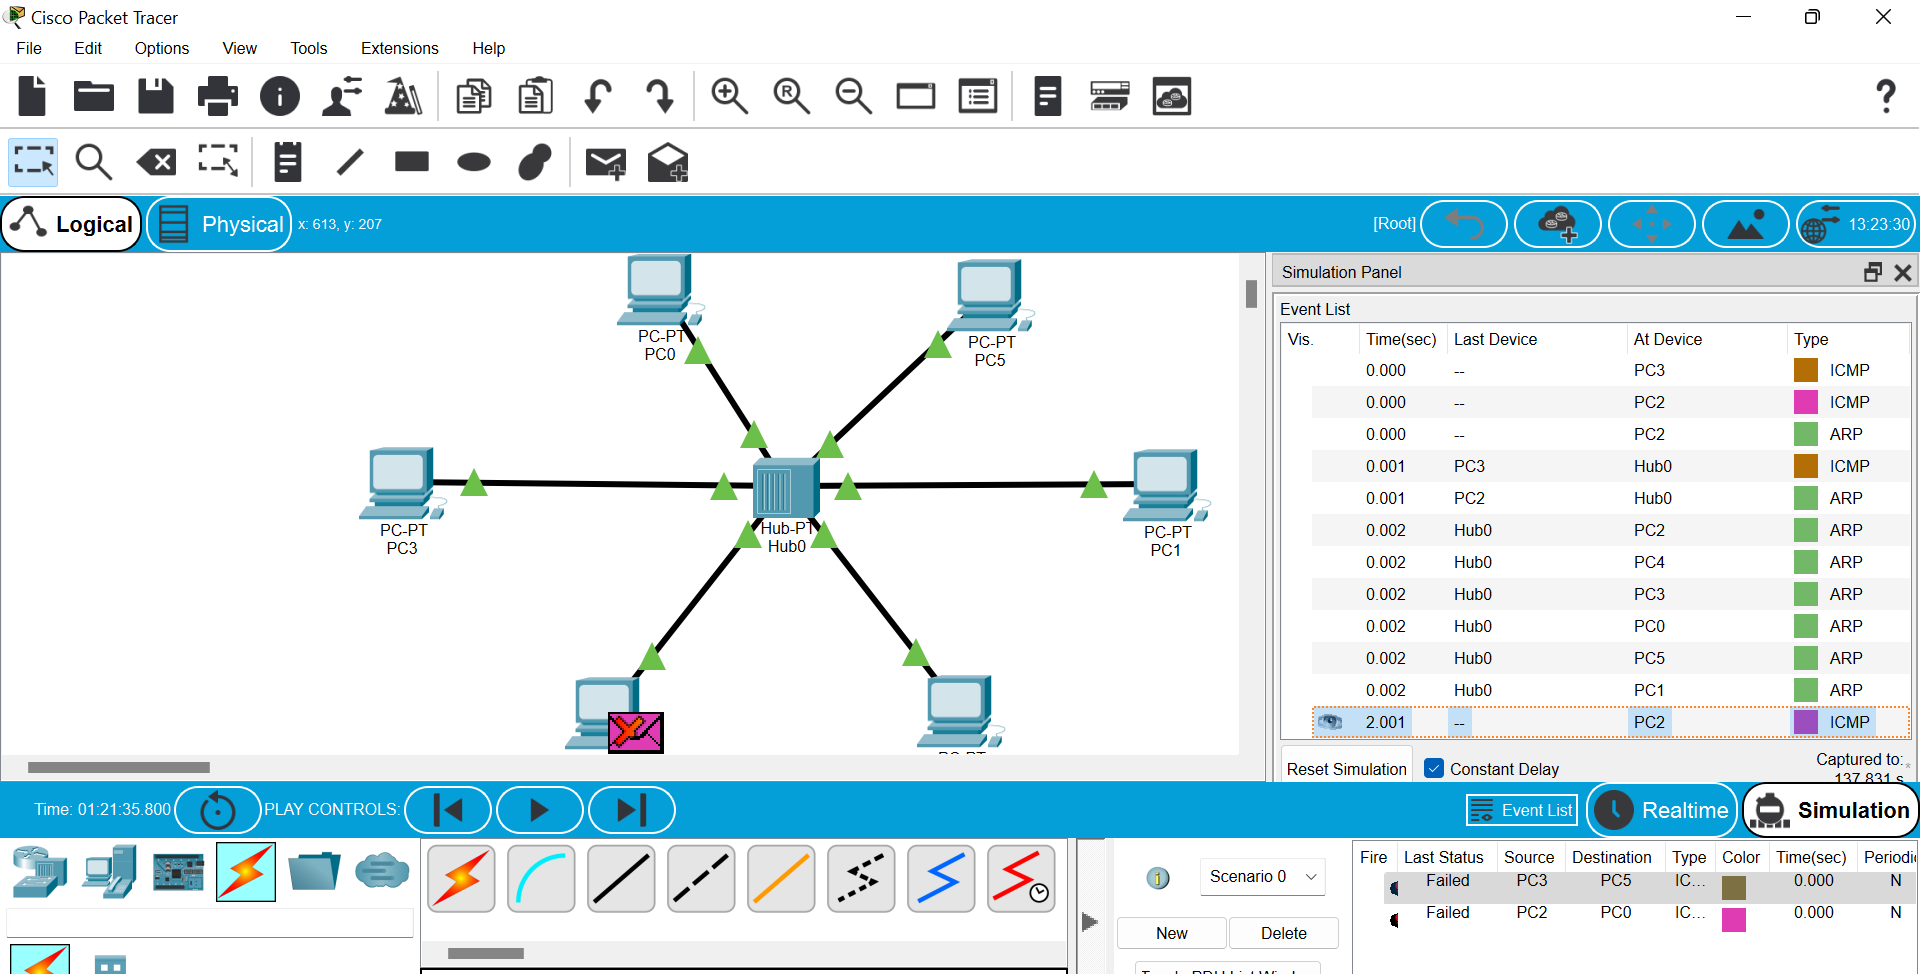 Cisco Packet Tracer
File Edit Options View Tools Extensions Help
Logical Physical x: 613, y: 207 [Root] 13:23:30
PC-PT
PC0
PC-PT
PC5
PC-PT
PC3
Hub-PT
Hub0
PC-PT
PC1
Simulation Panel
Event List
Vis. Time(sec) Last Device At Device Type
0.000 -- PC3 ICMP
0.000 -- PC2 ICMP
0.000 -- PC2 ARP
0.001 PC3 Hub0 ICMP
0.001 PC2 Hub0 ARP
0.002 Hub0 PC2 ARP
0.002 Hub0 PC4 ARP
0.002 Hub0 PC3 ARP
0.002 Hub0 PC0 ARP
0.002 Hub0 PC5 ARP
0.002 Hub0 PC1 ARP
2.001 -- PC2 ICMP
Reset Simulation Constant Delay Captured to:*
137.831 s
Time: 01:21:35.800 PLAY CONTROLS: Event List Realtime Simulation
Scenario 0
New Delete
Fire Last Status Source Destination Type Color Time(sec) Periodic
Failed PC3 PC5 IC... 0.000 N
Failed PC2 PC0 IC... 0.000 N